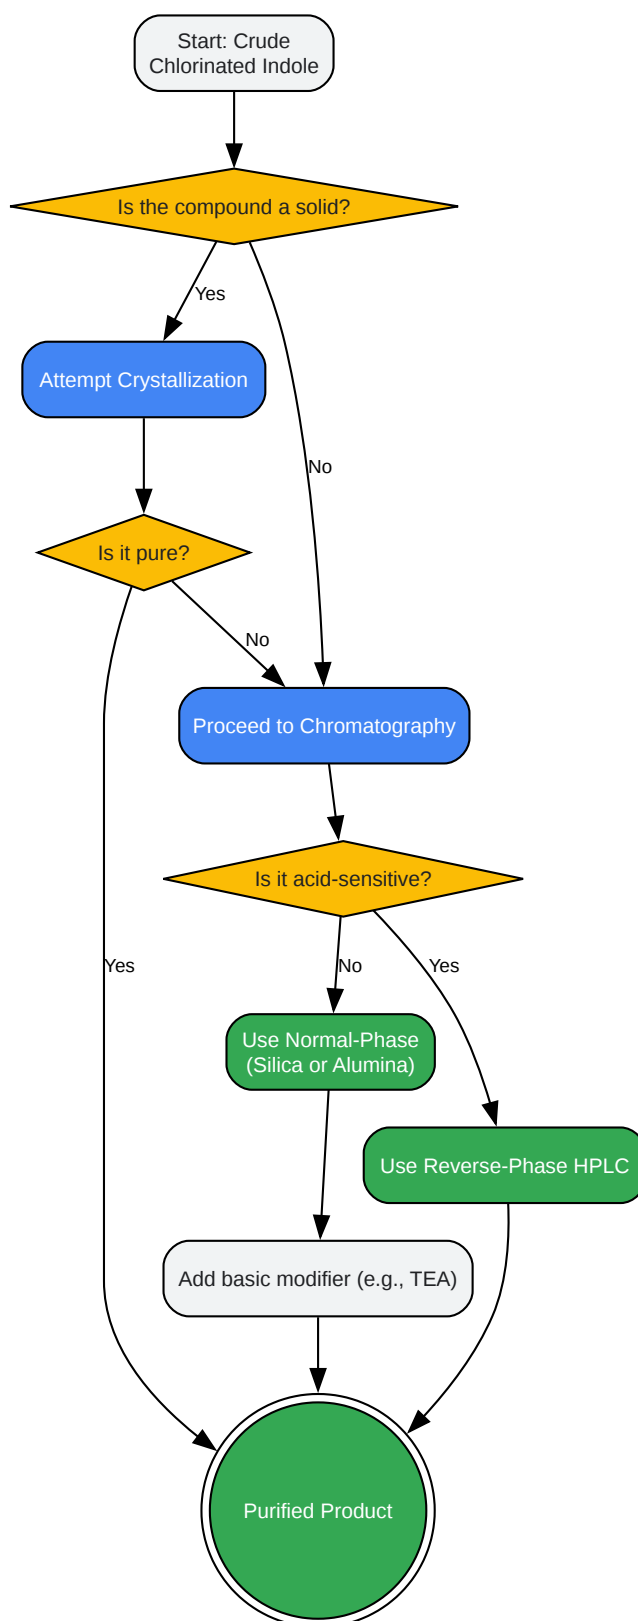 Start: Crude
Chlorinated Indole
Is the compound a solid?
Yes
Attempt Crystallization
No
Is it pure?
No
Proceed to Chromatography
Is it acid-sensitive?
Yes
No
Yes
Use Normal-Phase
(Silica or Alumina)
Use Reverse-Phase HPLC
Add basic modifier (e.g., TEA)
Purified Product